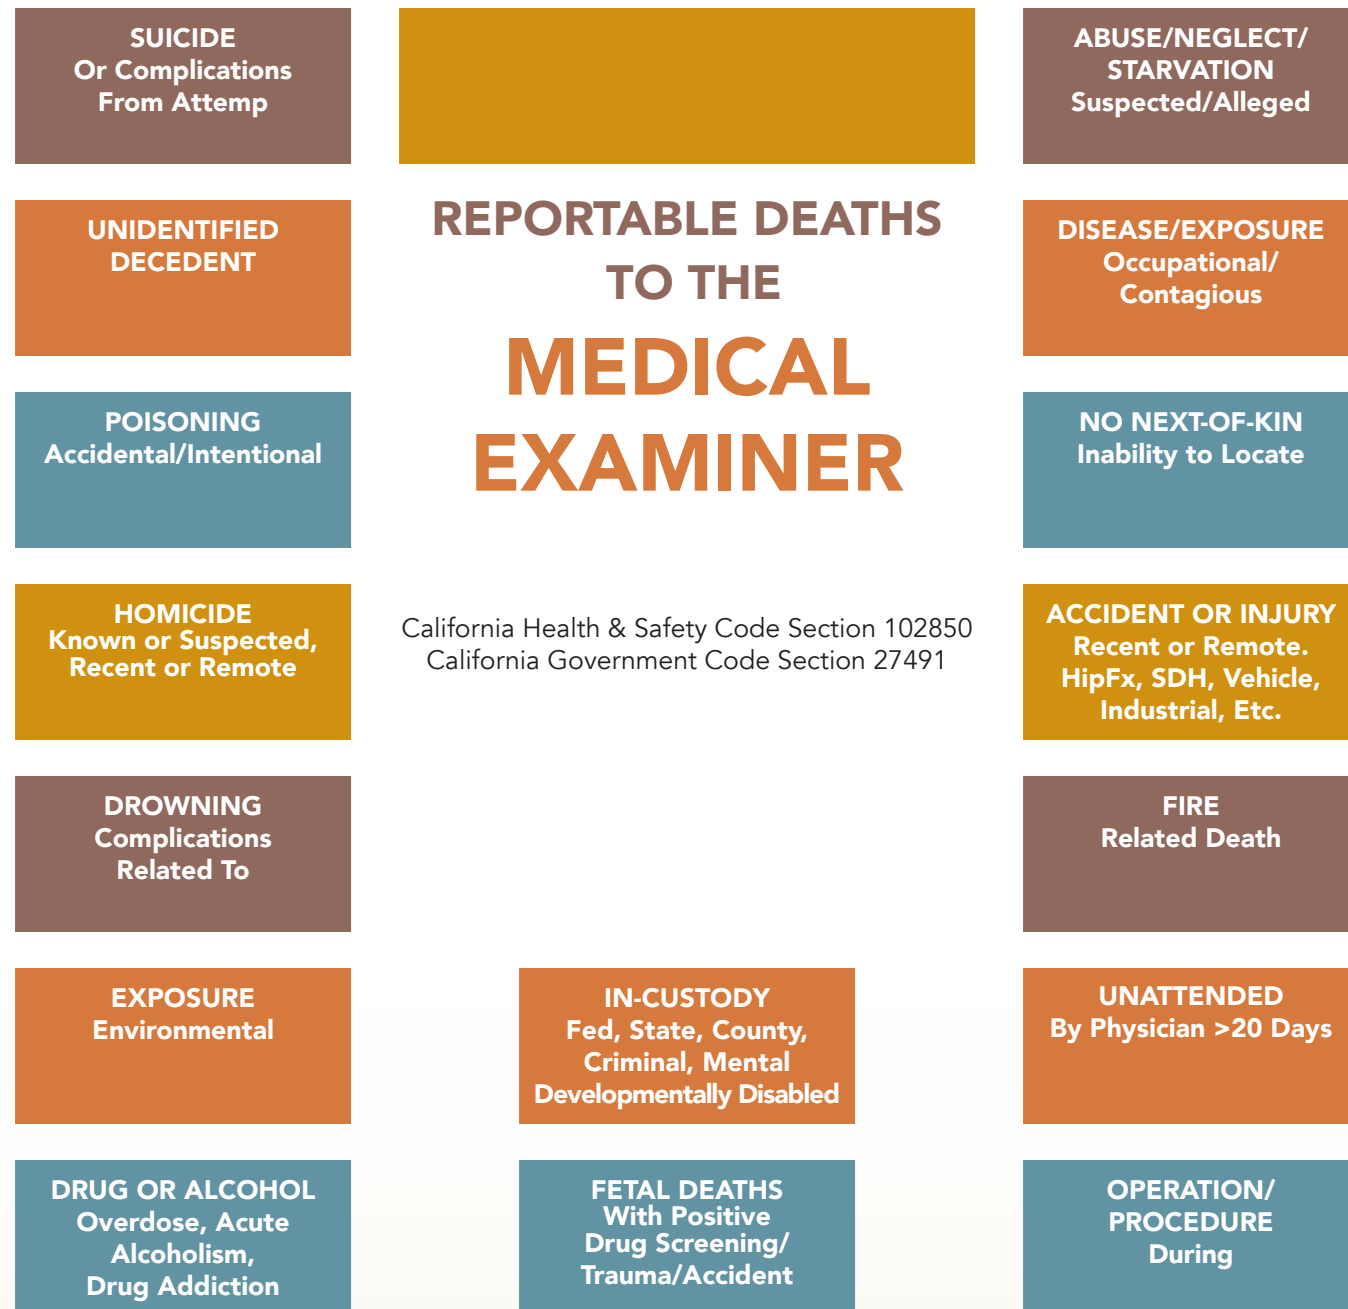 SUICIDE
Or Complications
From Attemp
UNIDENTIFIED
DECEDENT
POISONING
Accidental/Intentional
HOMICIDE
Known or Suspected,
Recent or Remote
DROWNING
Complications
Related To
EXPOSURE
Environmental
DRUG OR ALCOHOL
Overdose, Acute
Alcoholism,
Drug Addiction
REPORTABLE DEATHS
TO THE
MEDICAL
EXAMINER
California Health & Safety Code Section 102850
California Government Code Section 27491
IN-CUSTODY
Fed, State, County,
Criminal, Mental
Developmentally Disabled
FETAL DEATHS
With Positive
Drug Screening/
Trauma/Accident
ABUSE/NEGLECT/
STARVATION
Suspected/Alleged
DISEASE/EXPOSURE
Occupational/
Contagious
NO NEXT-OF-KIN
Inability to Locate
ACCIDENT OR INJURY
Recent or Remote.
HipFx, SDH, Vehicle,
Industrial, Etc.
FIRE
Related Death
UNATTENDED
By Physician >20 Days
OPERATION/
PROCEDURE
During